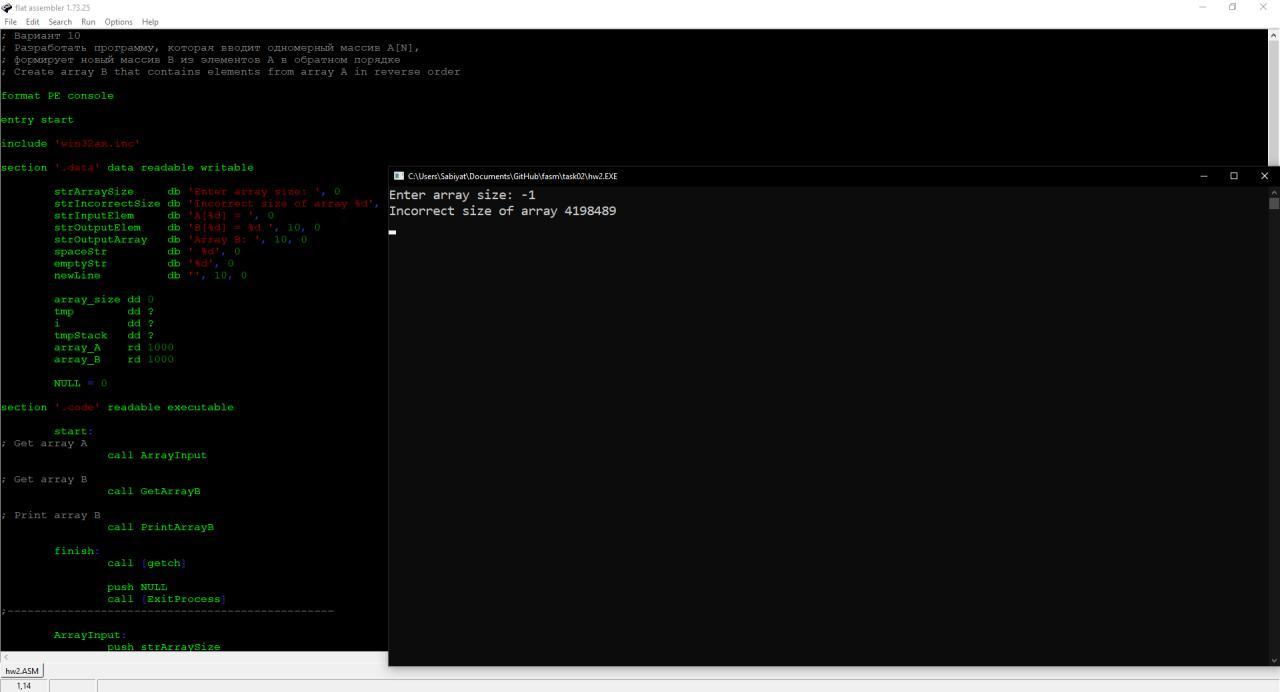 flat assembler 1.73.25
File Edit Search Run Options Help
; Вариант 10
; Разработать программу, которая вводит одномерный массив A[N],
; формирует новый массив B из элементов A в обратном порядке
; Create array B that contains elements from array A in reverse order
format PE console
entry start
include 'win32ax.inc'
section '.data' data readable writable
strArraySize db 'Enter array size: ', 0
strIncorrectSize db 'Incorrect size of array %d',
strInputElem db 'A[%d] = ', 0
strOutputElem db 'B[%d] = %d ', 10, 0
strOutputArray db 'Array B: ', 10, 0
spaceStr db ' %d', 0
emptyStr db '%d', 0
newLine db '', 10, 0
array_size dd 0
tmp dd ?
i dd ?
tmpStack dd ?
array_A rd 1000
array_B rd 1000
NULL = 0
section '.code' readable executable
start:
; Get array A
call ArrayInput
; Get array B
call GetArrayB
; Print array B
call PrintArrayB
finish:
call [getch]
push NULL
call [ExitProcess]
;-------------------------------------------------
ArrayInput:
push strArraySize
hw2.ASM
1,14
C:\Users\Sabiyat\Documents\GitHub\fasm\task02\hw2.EXE
Enter array size: -1
Incorrect size of array 4198489